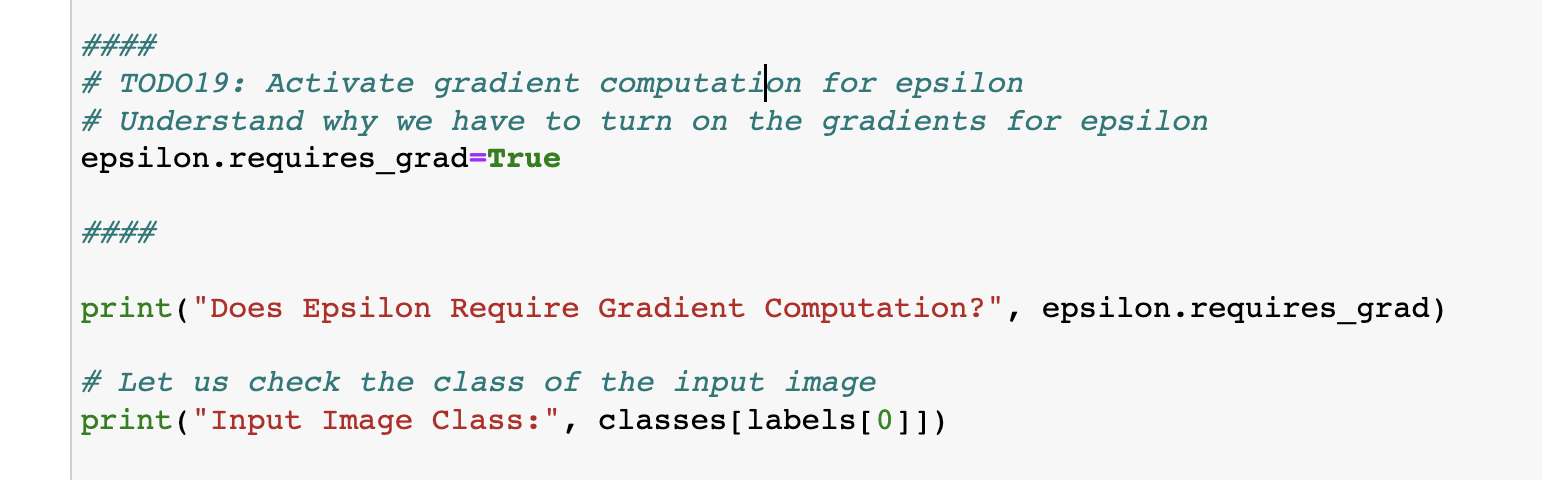 ####
# TODO19: Activate gradient computation for epsilon
# Understand why we have to turn on the gradients for epsilon
epsilon.requires_grad=True
####
print("Does Epsilon Require Gradient Computation?", epsilon.requires_grad)
# Let us check the class of the input image
print("Input Image Class:", classes[labels[0]])